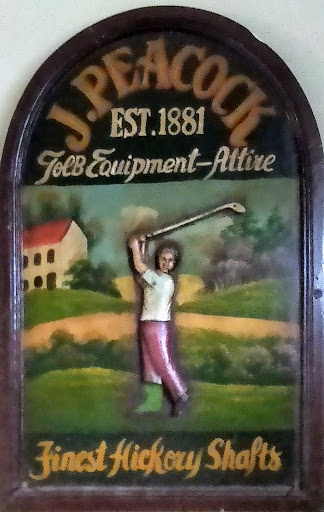 J. PEACOCK
EST. 1881
Golf Equipment-Attire
Finest Hickory Shafts